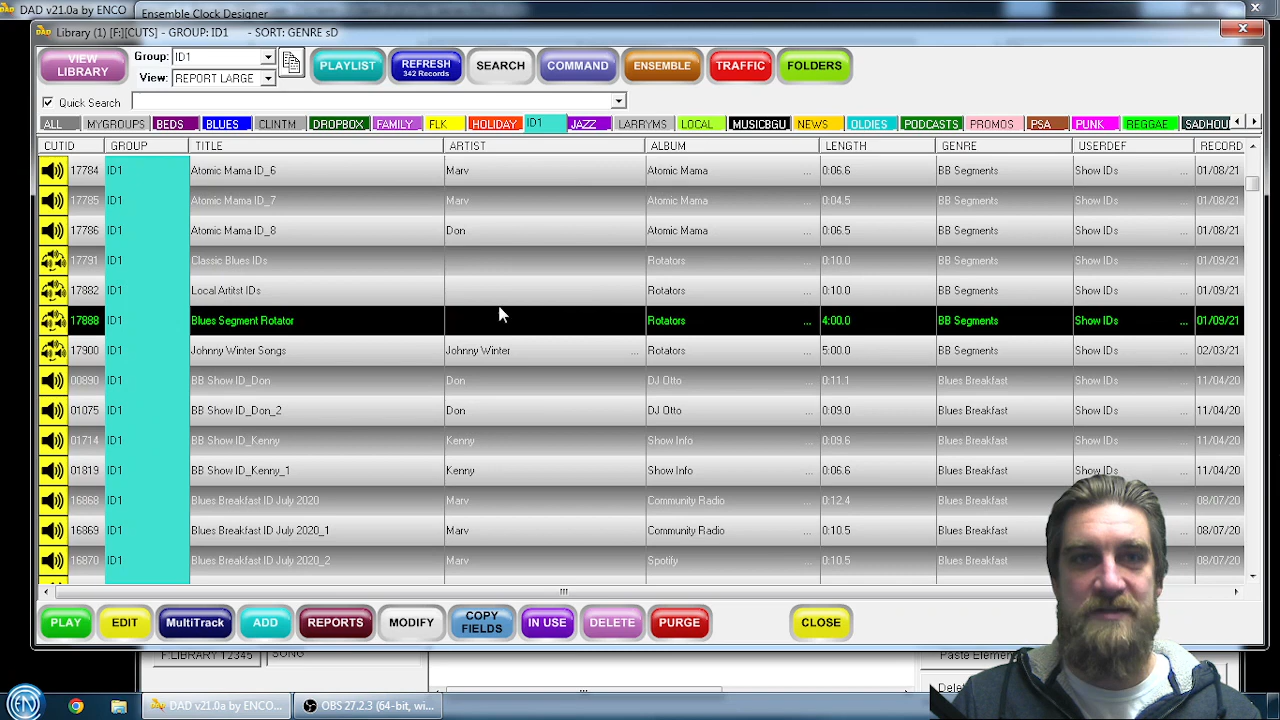 DAD v21.0a by ENCO
Ensemble Clock Designer
Library (1) [F:][CUTS] - GROUP: ID1 - SORT: GENRE sD
VIEW LIBRARY
Group: ID1
View: REPORT LARGE
PLAYLIST
REFRESH
342 Records
SEARCH
COMMAND
ENSEMBLE
TRAFFIC
FOLDERS
Quick Search
ALL MYGROUPS BEDS BLUES CLINTM DROPBOX FAMILY FLK HOLIDAY ID1 JAZZ LARRYMS LOCAL MUSICBGU NEWS OLDIES PODCASTS PROMOS PSA PUNK REGGAE SADHOU
CUTID GROUP TITLE ARTIST ALBUM LENGTH GENRE USERDEF RECORD
17784 ID1 Atomic Mama ID_6 Marv Atomic Mama ... 0:06.6 BB Segments Show IDs ... 01/08/21
17785 ID1 Atomic Mama ID_7 Marv Atomic Mama ... 0:04.5 BB Segments Show IDs ... 01/08/21
17786 ID1 Atomic Mama ID_8 Don Atomic Mama ... 0:06.5 BB Segments Show IDs ... 01/08/21
17791 ID1 Classic Blues IDs Rotators ... 0:10.0 BB Segments Show IDs ... 01/09/21
17882 ID1 Local Artitst IDs Rotators ... 0:10.0 BB Segments Show IDs ... 01/09/21
17888 ID1 Blues Segment Rotator Rotators ... 4:00.0 BB Segments Show IDs ... 01/09/21
17900 ID1 Johnny Winter Songs Johnny Winter ... Rotators ... 5:00.0 BB Segments Show IDs ... 02/03/21
00890 ID1 BB Show ID_Don Don DJ Otto ... 0:11.1 Blues Breakfast Show IDs ... 11/04/20
01075 ID1 BB Show ID_Don_2 Don DJ Otto ... 0:09.0 Blues Breakfast Show IDs ... 11/04/20
01714 ID1 BB Show ID_Kenny Kenny Show Info ... 0:09.6 Blues Breakfast Show IDs ... 11/04/20
01819 ID1 BB Show ID_Kenny_1 Kenny Show Info ... 0:06.6 Blues Breakfast Show IDs ... 11/04/20
16868 ID1 Blues Breakfast ID July 2020 Marv Community Radio ... 0:12.4 Blues Breakfast 08/07/20
16869 ID1 Blues Breakfast ID July 2020_1 Marv Community Radio ... 0:10.5 Blues Breakfast 08/07/20
16870 ID1 Blues Breakfast ID July 2020_2 Marv Spotify ... 0:10.5 Blues Breakfast 08/07/20
PLAY
EDIT
MultiTrack
ADD
REPORTS
MODIFY
COPY FIELDS
IN USE
DELETE
PURGE
CLOSE
F LIBRARY 12345 SONG
Paste Elemen
Delet
EN
DAD v21.0a by ENCO...
OBS 27.2.3 (64-bit, wi...